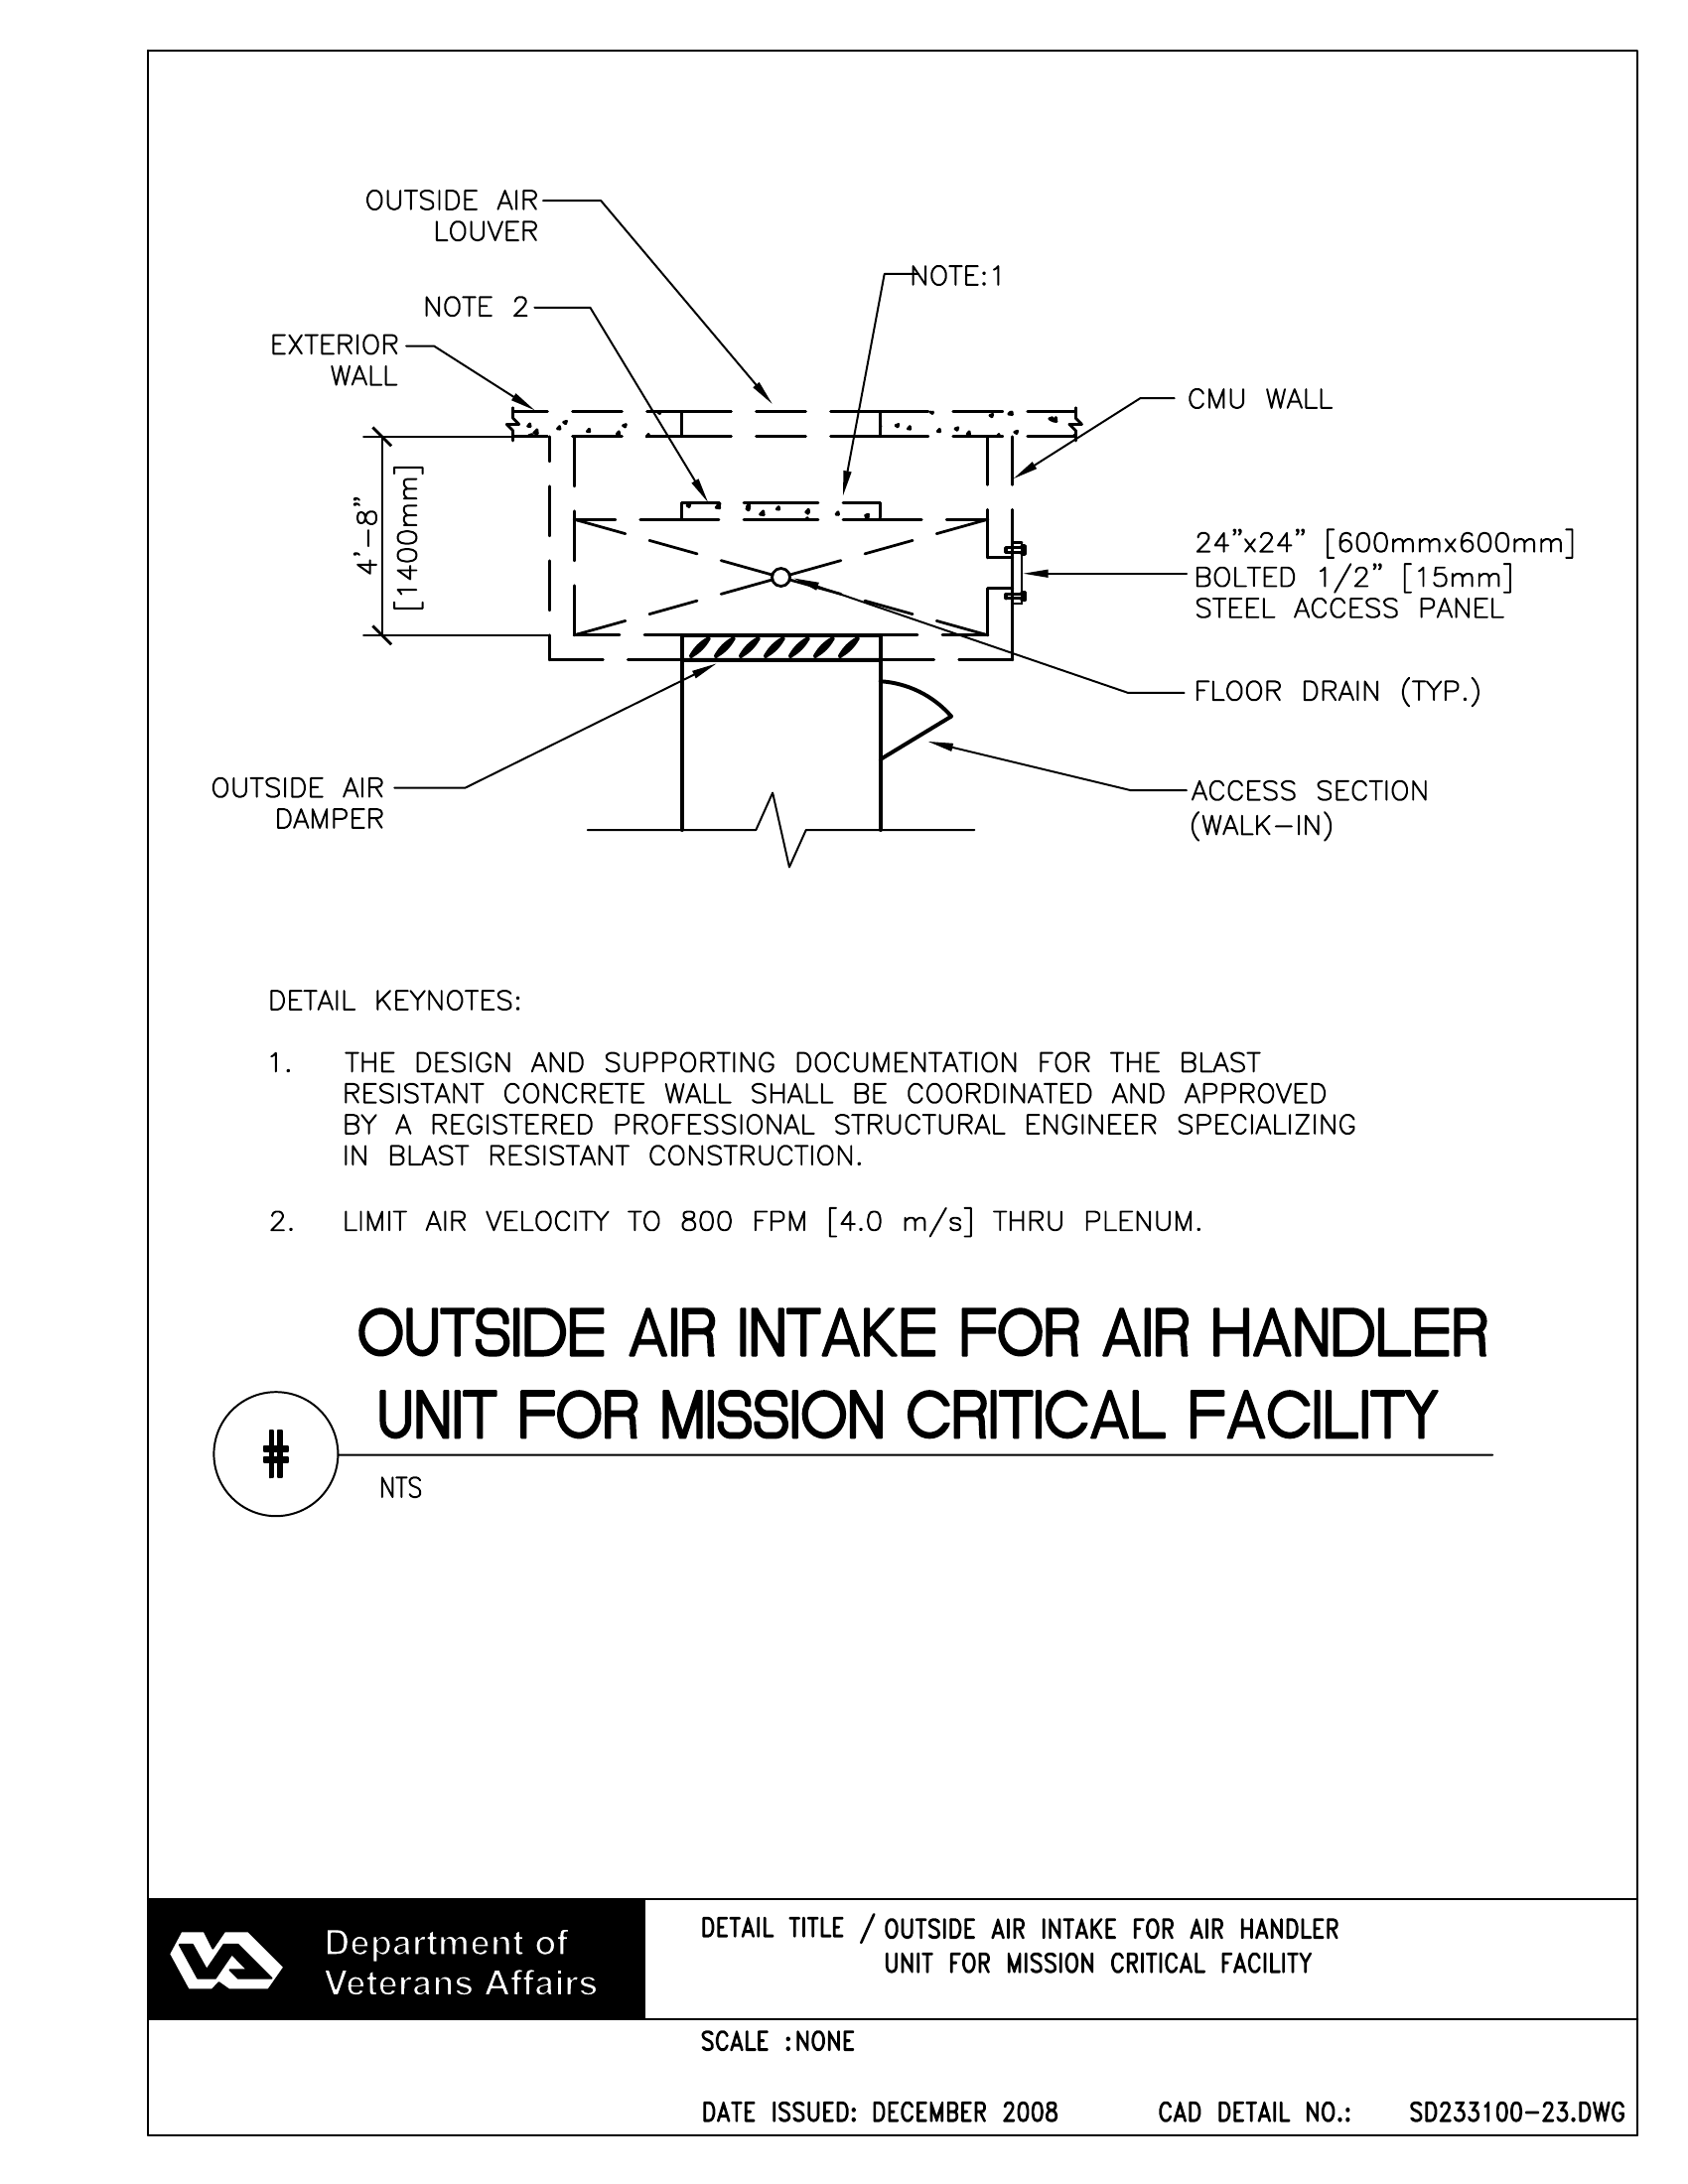 OUTSIDE AIR
LOUVER
NOTE:1
NOTE 2
EXTERIOR
WALL
CMU WALL
4'-8"
[1400mm]
24"x24" [600mmx600mm]
BOLTED 1/2" [15mm]
STEEL ACCESS PANEL
FLOOR DRAIN (TYP.)
OUTSIDE AIR
DAMPER
ACCESS SECTION
(WALK-IN)
DETAIL KEYNOTES:
1. THE DESIGN AND SUPPORTING DOCUMENTATION FOR THE BLAST
RESISTANT CONCRETE WALL SHALL BE COORDINATED AND APPROVED
BY A REGISTERED PROFESSIONAL STRUCTURAL ENGINEER SPECIALIZING
IN BLAST RESISTANT CONSTRUCTION.
2. LIMIT AIR VELOCITY TO 800 FPM [4.0 m/s] THRU PLENUM.
OUTSIDE AIR INTAKE FOR AIR HANDLER
UNIT FOR MISSION CRITICAL FACILITY
#
NTS
Department of
Veterans Affairs
DETAIL TITLE / OUTSIDE AIR INTAKE FOR AIR HANDLER
UNIT FOR MISSION CRITICAL FACILITY
SCALE :NONE
DATE ISSUED: DECEMBER 2008 CAD DETAIL NO.: SD233100-23.DWG